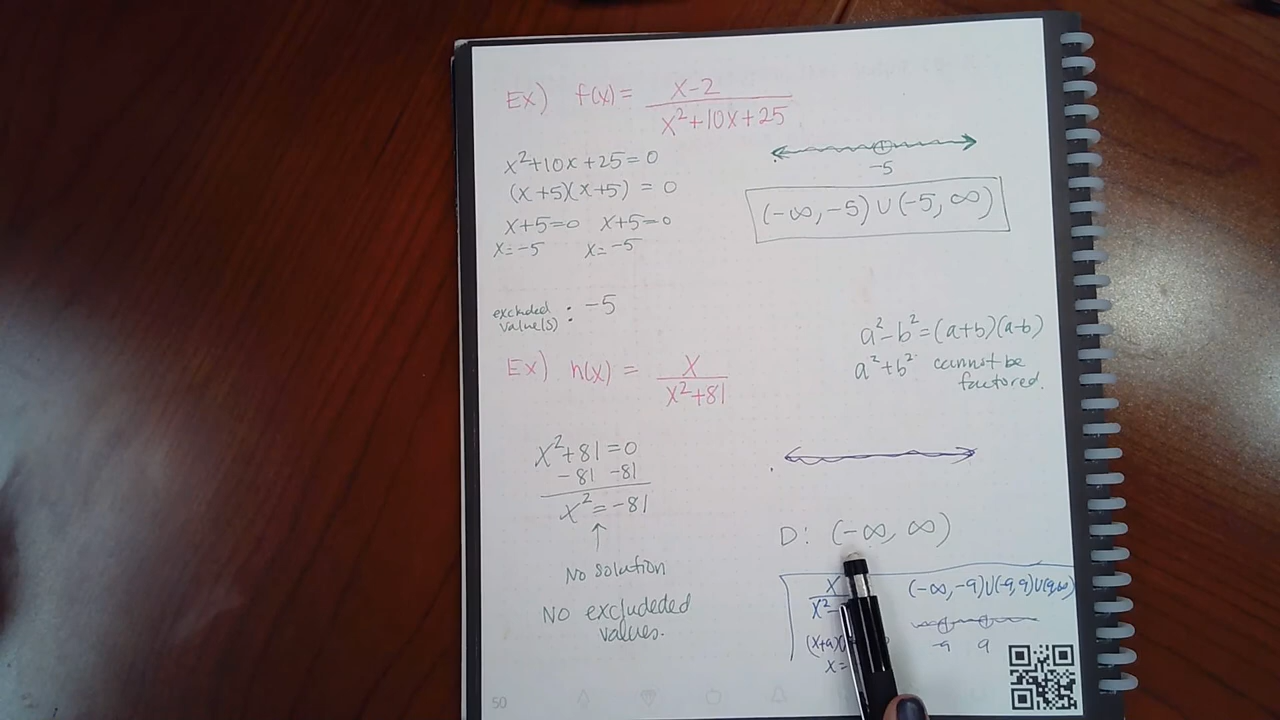 Ex) f(x) = x-2 / x²+10x+25
x²+10x+25=0
(x+5)(x+5) = 0
x+5=0 x+5=0
x=-5 x=-5
-5
(-∞,-5)∪(-5,∞)
excluded value(s) : -5
a²-b²=(a+b)(a-b)
a²+b² cannot be
factored.
Ex) h(x) = x / x²+81
x²+81=0
-81 -81
x²=-81
No solution
No excludeded
values.
D: (-∞, ∞)
x
x²
(-∞,-9)∪(-9,9)∪(9,∞)
-9 9
x=
50